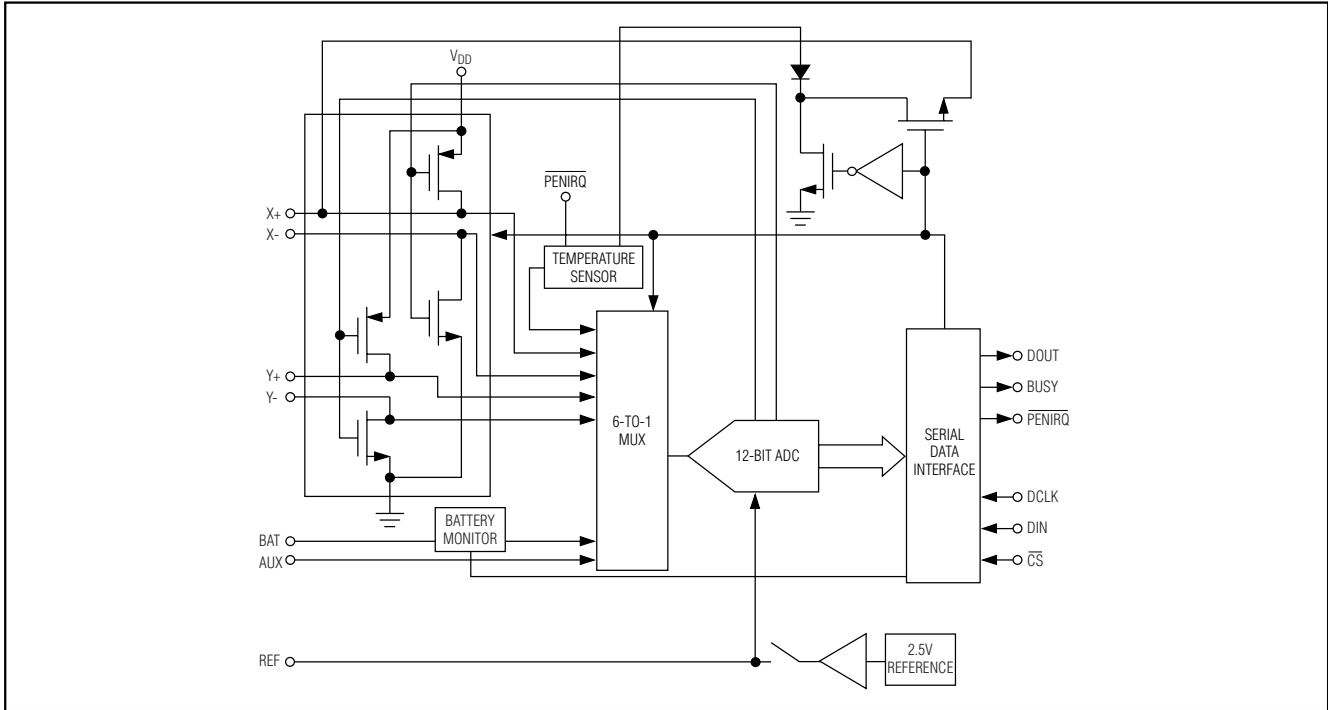 VDD
PENIRQ
X+
X-
TEMPERATURE
SENSOR
DOUT
BUSY
PENIRQ
Y+
Y-
6-TO-1
MUX
12-BIT ADC
SERIAL
DATA
INTERFACE
DCLK
DIN
CS
BATTERY
MONITOR
BAT
AUX
REF
2.5V
REFERENCE